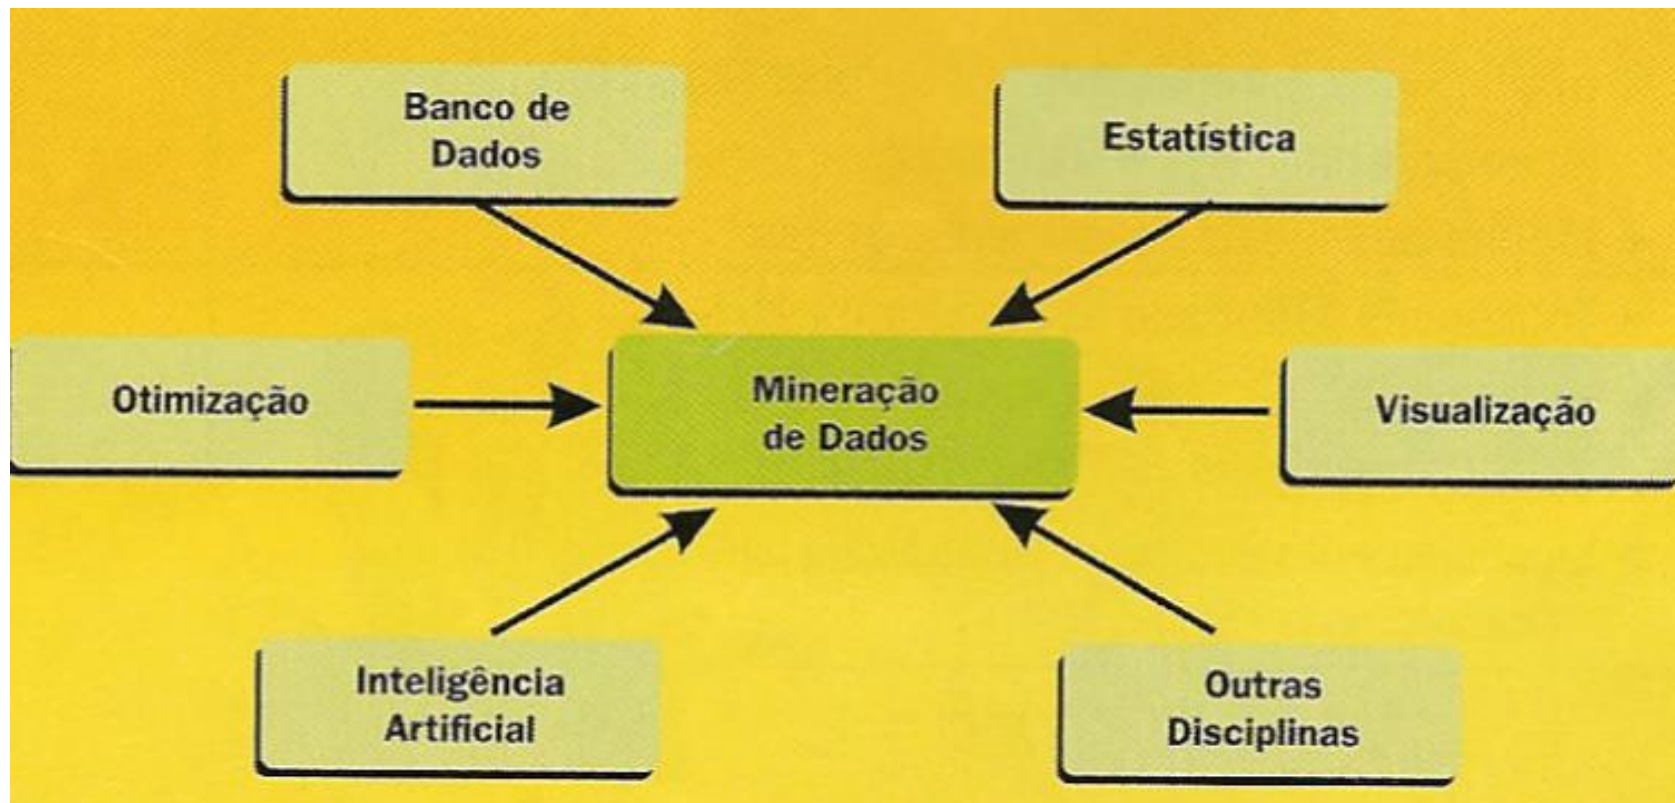 Banco de
Dados
Estatística
Otimização
Mineração
de Dados
Visualização
Inteligência
Artificial
Outras
Disciplinas